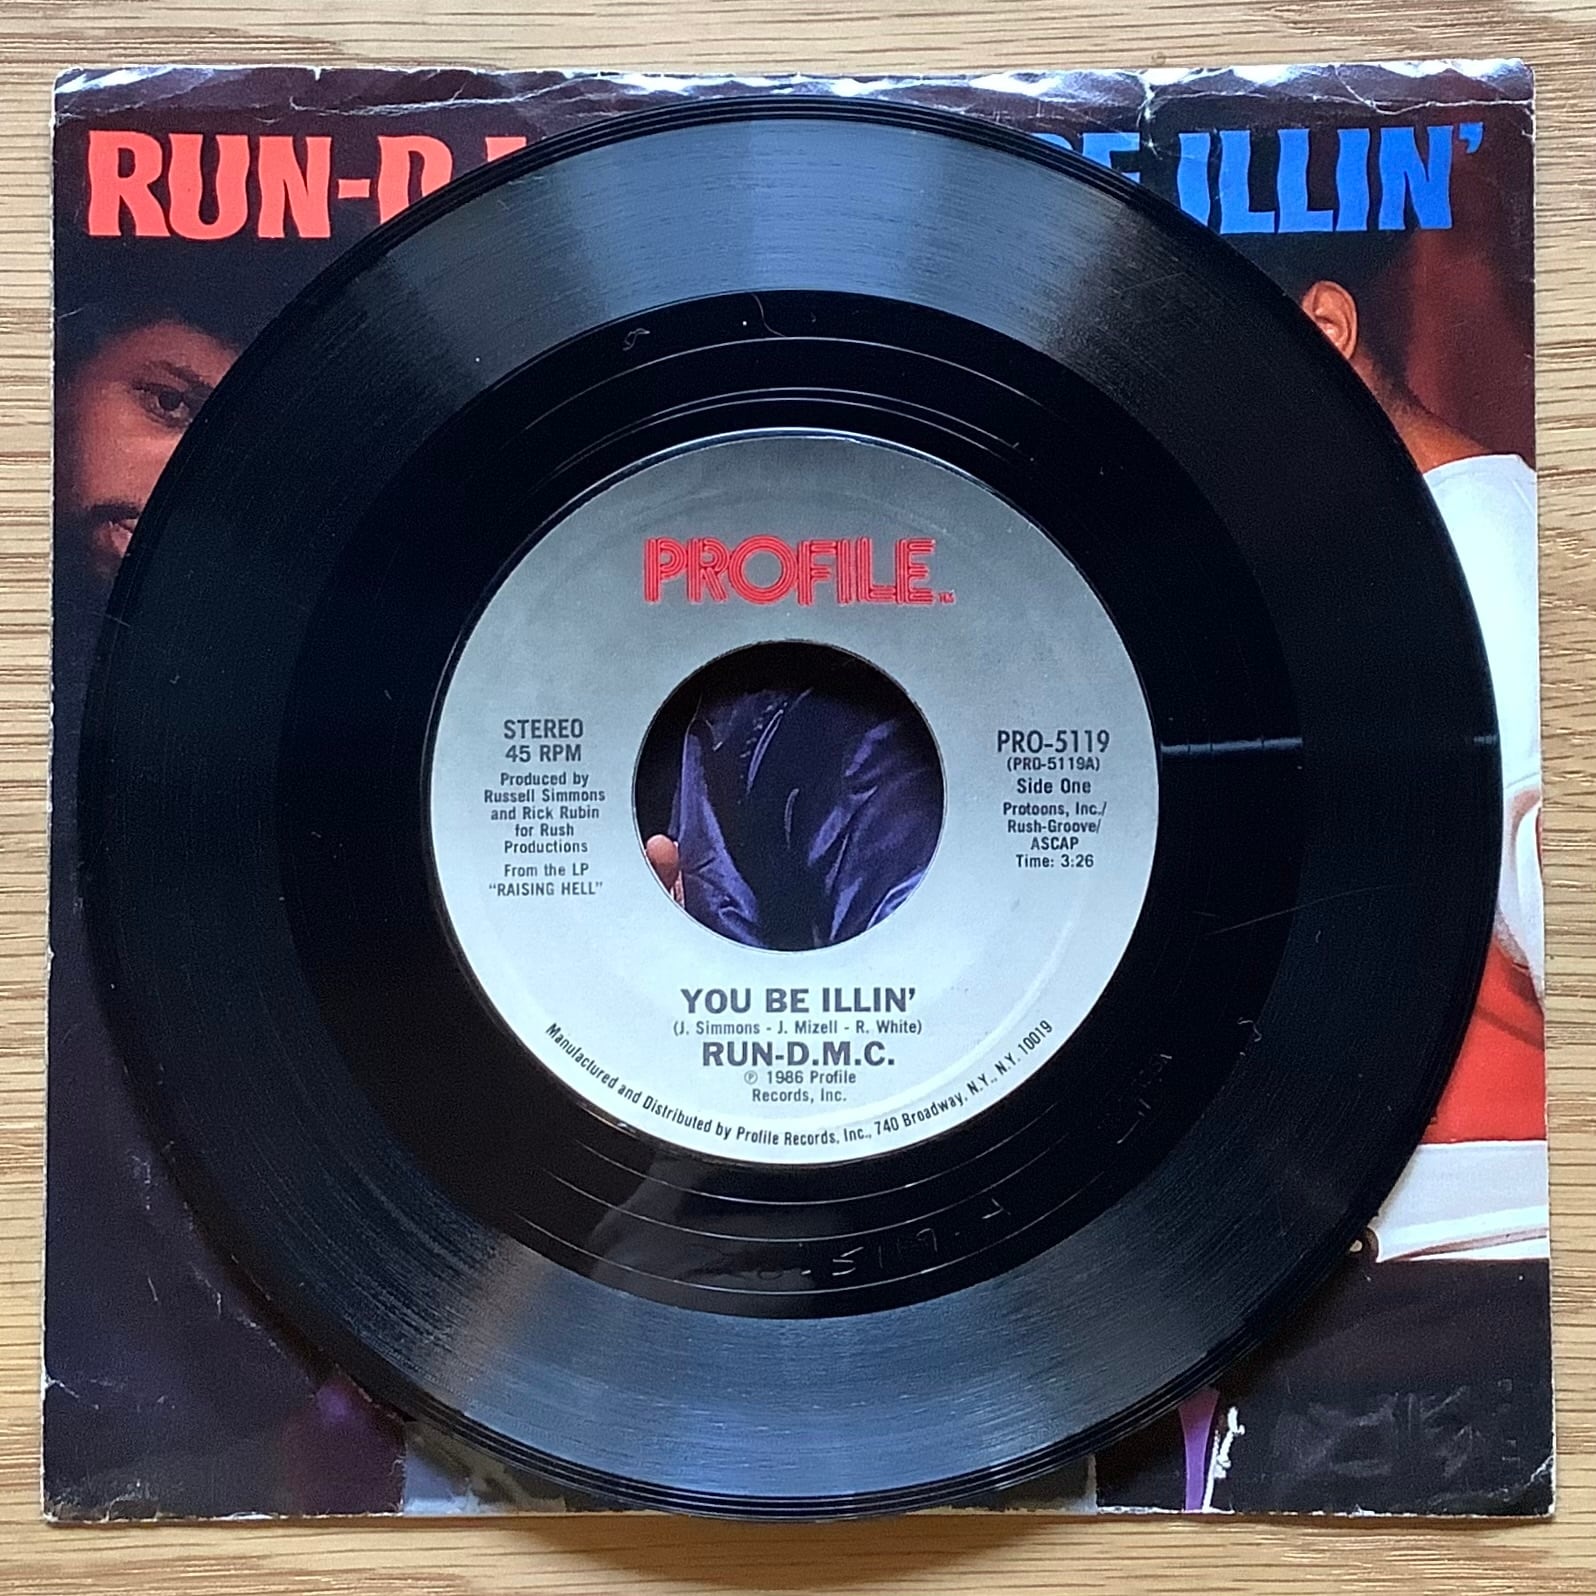 RUN-D
BE ILLIN'
PROFILE TM
STEREO
45 RPM
Produced by
Russell Simmons
and Rick Rubin
for Rush
Productions
From the LP
"RAISING HELL"
PRO-5119
(PRO-5119A)
Side One
Protoons, Inc./
Rush-Groove/
ASCAP
Time: 3:26
YOU BE ILLIN'
(J. Simmons - J. Mizell - R. White)
RUN-D.M.C.
℗ 1986 Profile
Records, Inc.
Manufactured and Distributed by Profile Records, Inc., 740 Broadway, N.Y., N.Y. 10019